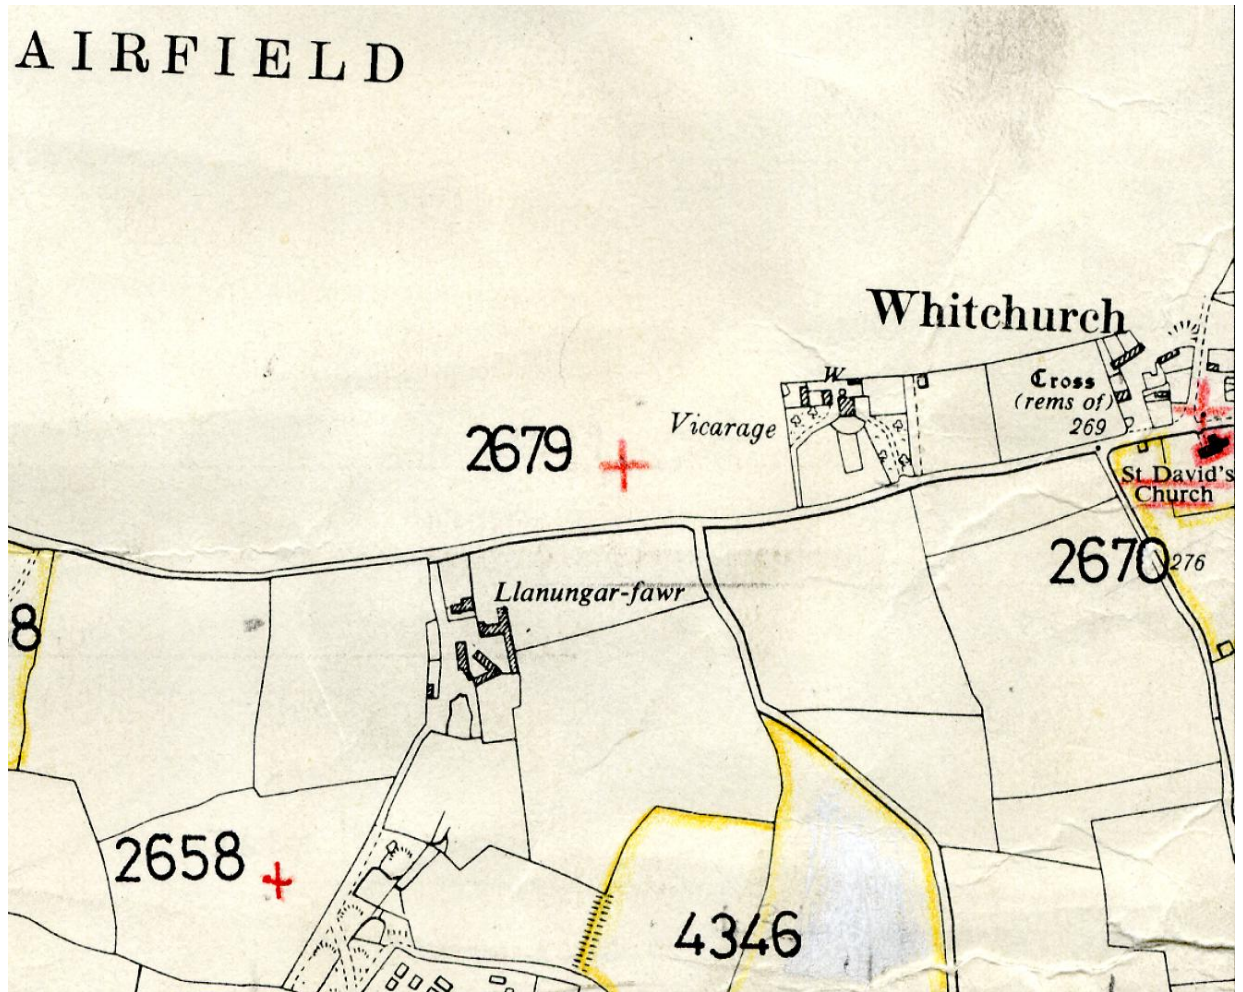 AIRFIELD
Whitchurch
W
Cross
(rems of)
269
Vicarage
2679
St David's
Church
2670
276
Llanungar-fawr
8
2658
4346